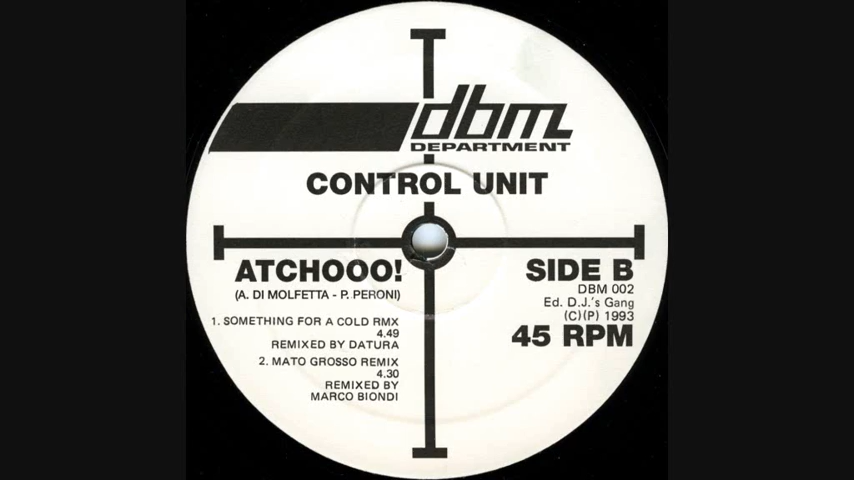 dbm
DEPARTMENT
CONTROL UNIT
ATCHOOO!
(A. DI MOLFETTA - P. PERONI)
1. SOMETHING FOR A COLD RMX
4.49
REMIXED BY DATURA
2. MATO GROSSO REMIX
4.30
REMIXED BY
MARCO BIONDI
SIDE B
DBM 002
Ed. D.J.'s Gang
(C)(P) 1993
45 RPM